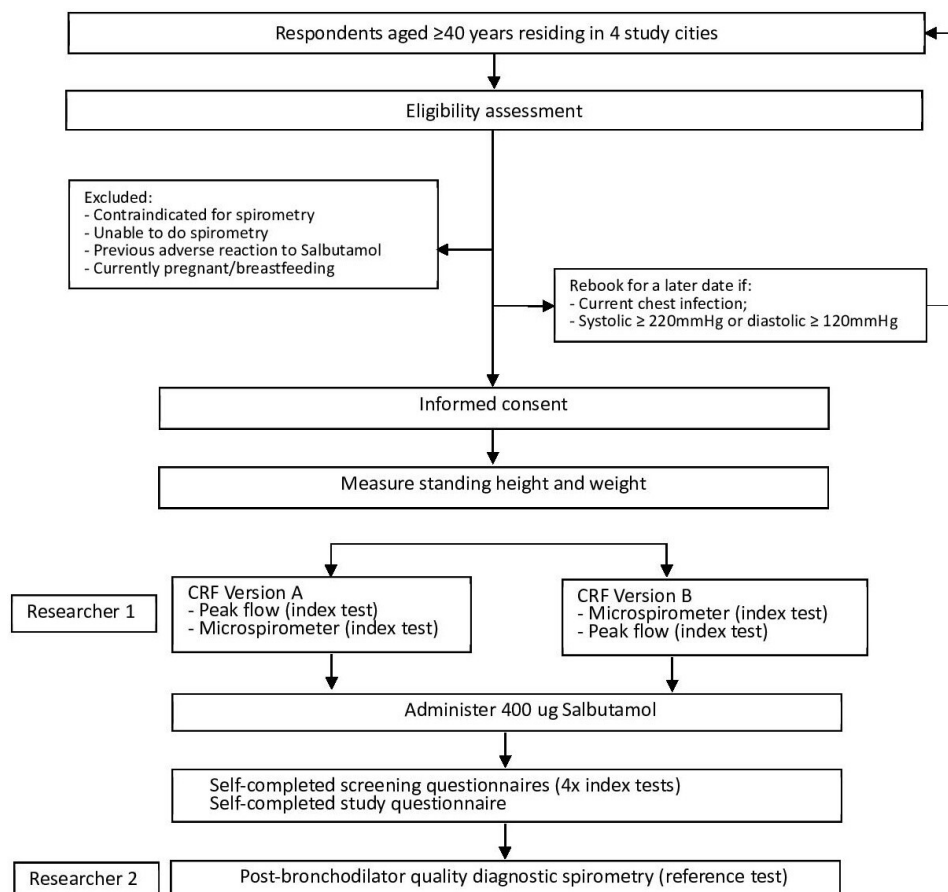 Respondents aged ≥40 years residing in 4 study cities
Eligibility assessment
Excluded:
- Contraindicated for spirometry
- Unable to do spirometry
- Previous adverse reaction to Salbutamol
- Currently pregnant/breastfeeding
Rebook for a later date if:
- Current chest infection;
- Systolic ≥ 220mmHg or diastolic ≥ 120mmHg
Informed consent
Measure standing height and weight
Researcher 1
CRF Version A
- Peak flow (index test)
- Microspirometer (index test)
CRF Version B
- Microspirometer (index test)
- Peak flow (index test)
Administer 400 ug Salbutamol
Self-completed screening questionnaires (4x index tests)
Self-completed study questionnaire
Researcher 2
Post-bronchodilator quality diagnostic spirometry (reference test)